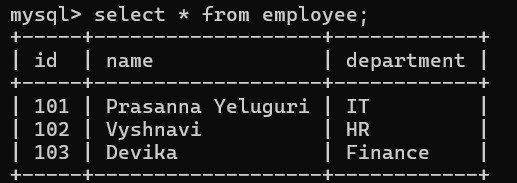 mysql> select * from employee;
+-----+-------------------+------------+
| id  | name              | department |
+-----+-------------------+------------+
| 101 | Prasanna Yeluguri | IT         |
| 102 | Vyshnavi          | HR         |
| 103 | Devika            | Finance    |
+-----+-------------------+------------+